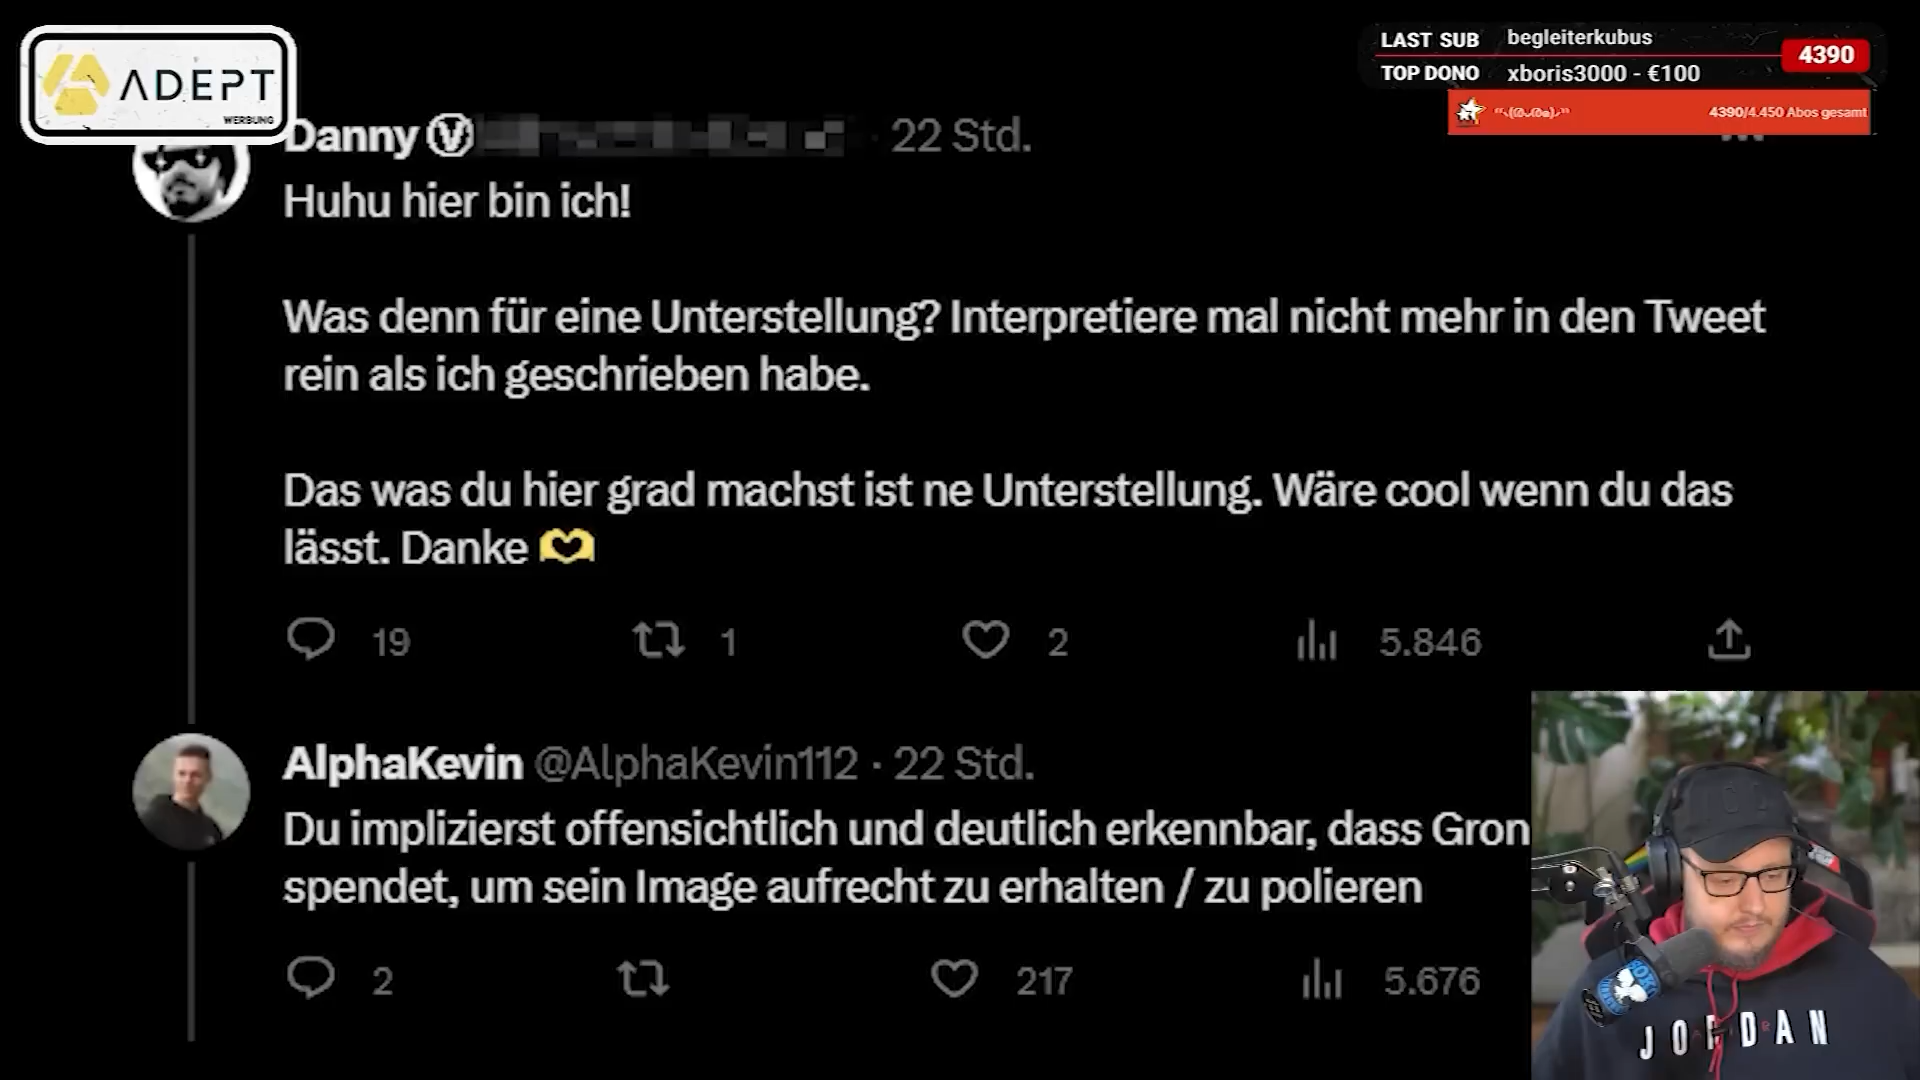 ADEPT
WERBUNG
LAST SUB begleiterkubus
TOP DONO xboris3000 - €100
4390
4390/4.450 Abos gesamt
Danny Ⓥ · 22 Std.
Huhu hier bin ich!
Was denn für eine Unterstellung? Interpretiere mal nicht mehr in den Tweet
rein als ich geschrieben habe.
Das was du hier grad machst ist ne Unterstellung. Wäre cool wenn du das
lässt. Danke 🫶
19 1 2 5.846
AlphaKevin @AlphaKevin112 · 22 Std.
Du implizierst offensichtlich und deutlich erkennbar, dass Gron
spendet, um sein Image aufrecht zu erhalten / zu polieren
2 217 5.676
JORDAN